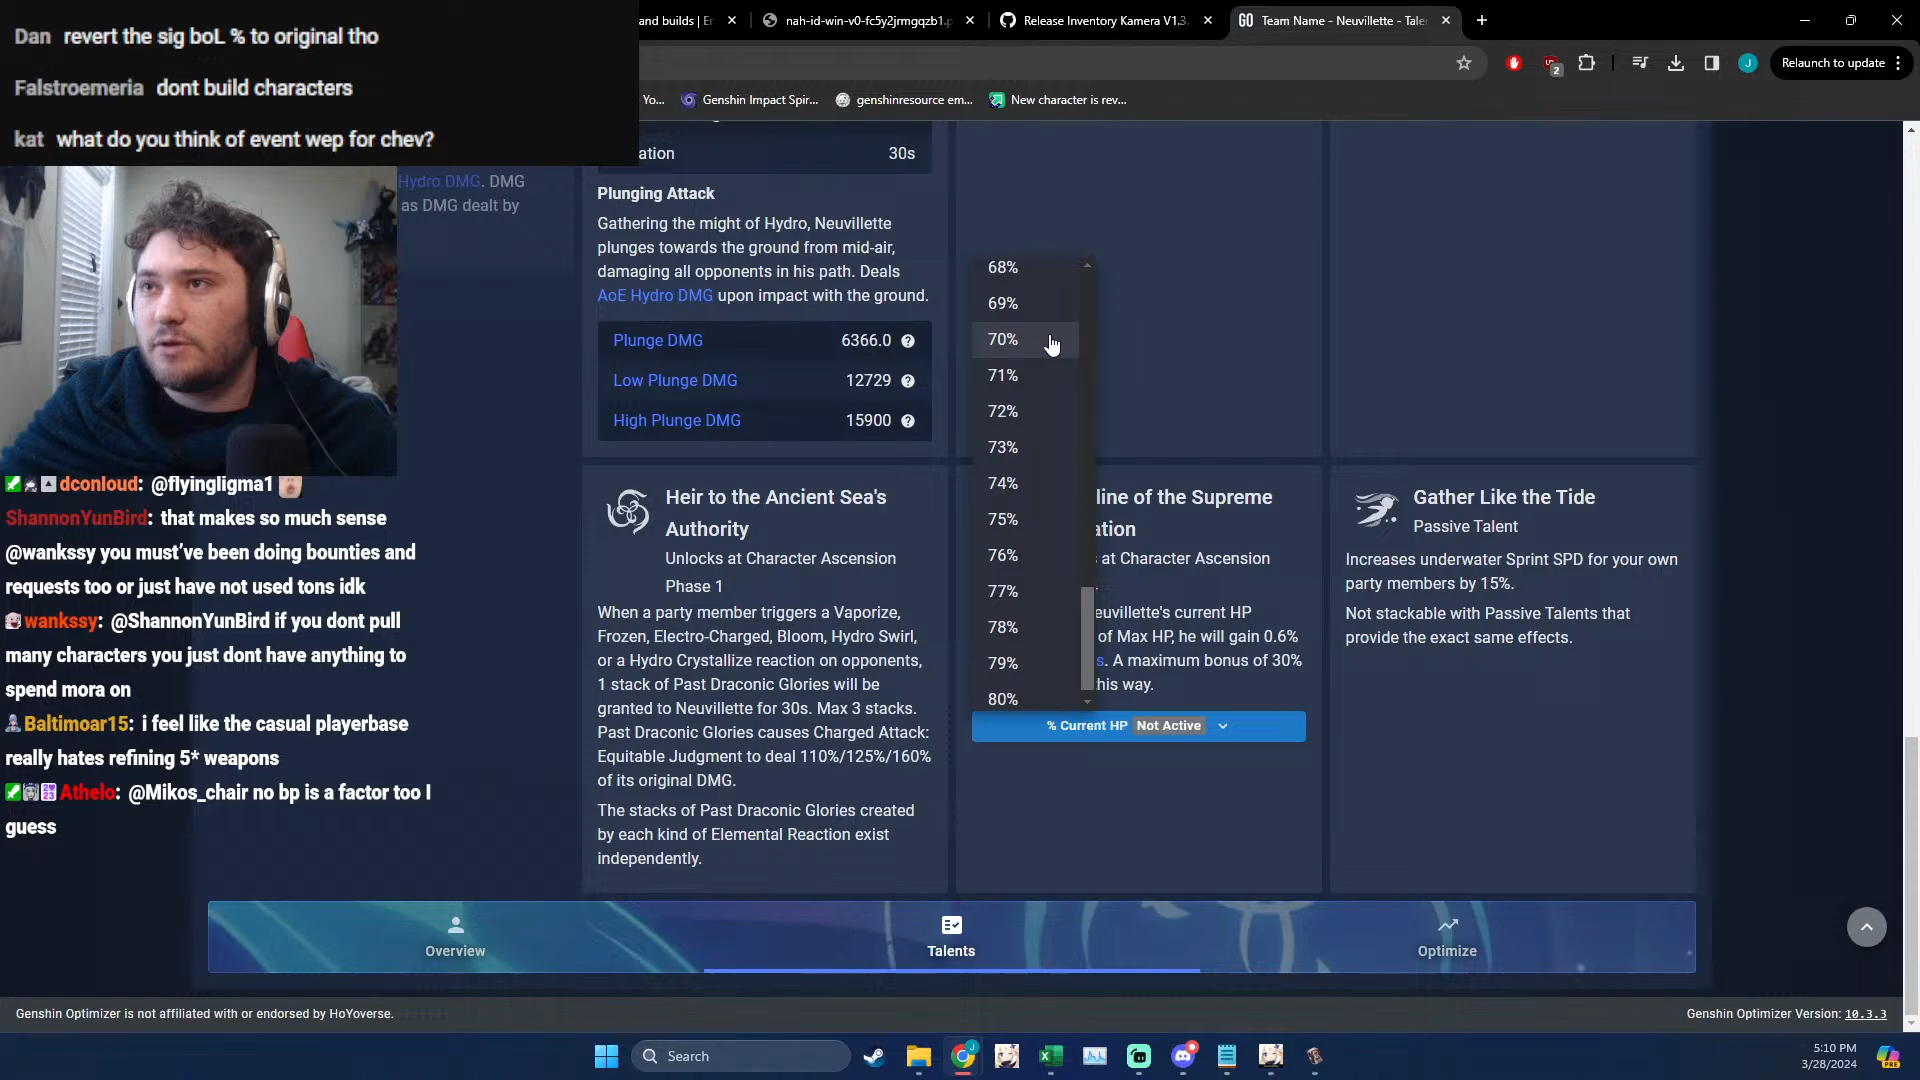 Dan revert the sig boL % to original tho
Falstroemeria dont build characters
kat what do you think of event wep for chev?
and builds | Er
nah-id-win-v0-fc5y2jrmgqzb1.p
Release Inventory Kamera V1.3.
GO Team Name - Neuvillette - Tale
2
J
Relaunch to update
Yo...
Genshin Impact Spir...
genshinresource em...
New character is rev...
Hydro DMG. DMG
as DMG dealt by
ation 30s
Plunging Attack
Gathering the might of Hydro, Neuvillette
plunges towards the ground from mid-air,
damaging all opponents in his path. Deals
AoE Hydro DMG upon impact with the ground.
Plunge DMG 6366.0
Low Plunge DMG 12729
High Plunge DMG 15900
68%
69%
70%
71%
72%
73%
74%
75%
76%
77%
78%
79%
80%
dconloud: @flyingligma1
ShannonYunBird: that makes so much sense
@wankssy you must've been doing bounties and
requests too or just have not used tons idk
wankssy: @ShannonYunBird if you dont pull
many characters you just dont have anything to
spend mora on
Baltimoar15: i feel like the casual playerbase
really hates refining 5* weapons
Athelo: @Mikos_chair no bp is a factor too I
guess
Heir to the Ancient Sea's
Authority
Unlocks at Character Ascension
Phase 1
When a party member triggers a Vaporize,
Frozen, Electro-Charged, Bloom, Hydro Swirl,
or a Hydro Crystallize reaction on opponents,
1 stack of Past Draconic Glories will be
granted to Neuvillette for 30s. Max 3 stacks.
Past Draconic Glories causes Charged Attack:
Equitable Judgment to deal 110%/125%/160%
of its original DMG.
The stacks of Past Draconic Glories created
by each kind of Elemental Reaction exist
independently.
line of the Supreme
ation
s at Character Ascension
euvillette's current HP
of Max HP, he will gain 0.6%
s. A maximum bonus of 30%
his way.
% Current HP Not Active
Gather Like the Tide
Passive Talent
Increases underwater Sprint SPD for your own
party members by 15%.
Not stackable with Passive Talents that
provide the exact same effects.
Overview
Talents
Optimize
Genshin Optimizer is not affiliated with or endorsed by HoYoverse.
Genshin Optimizer Version: 10.3.3
Search
5:10 PM
3/28/2024
PRE